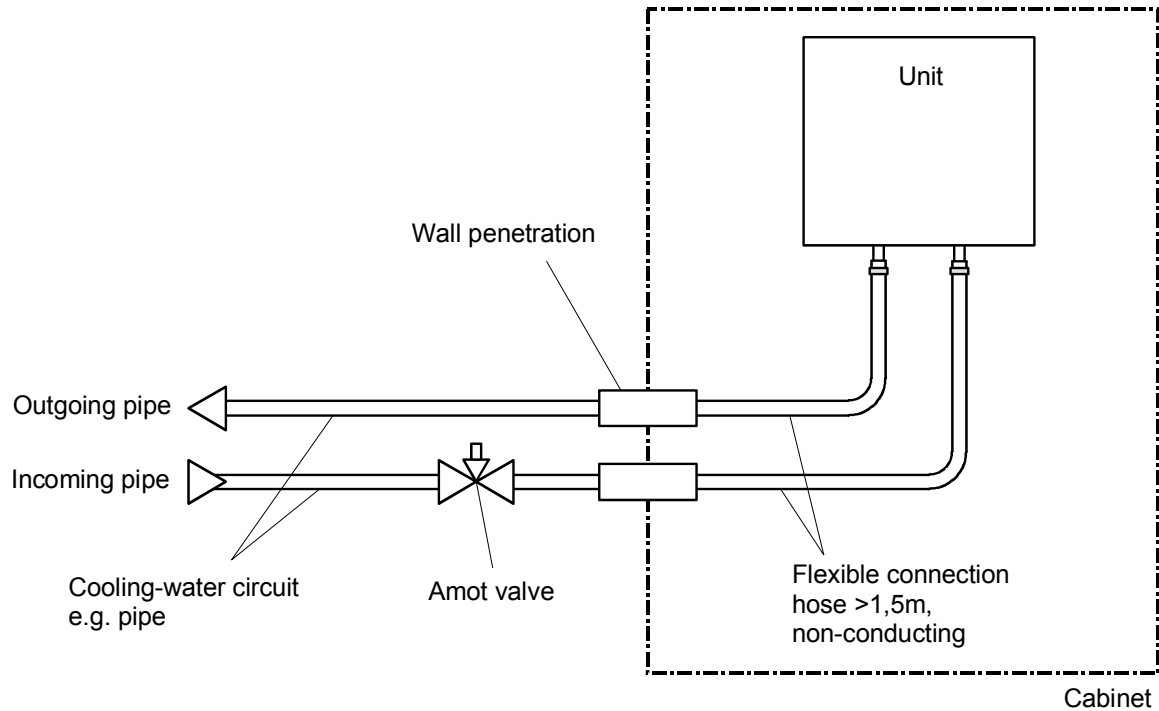 Unit
Wall penetration
Outgoing pipe
Incoming pipe
Cooling-water circuit
e.g. pipe
Amot valve
Flexible connection
hose >1,5m,
non-conducting
Cabinet